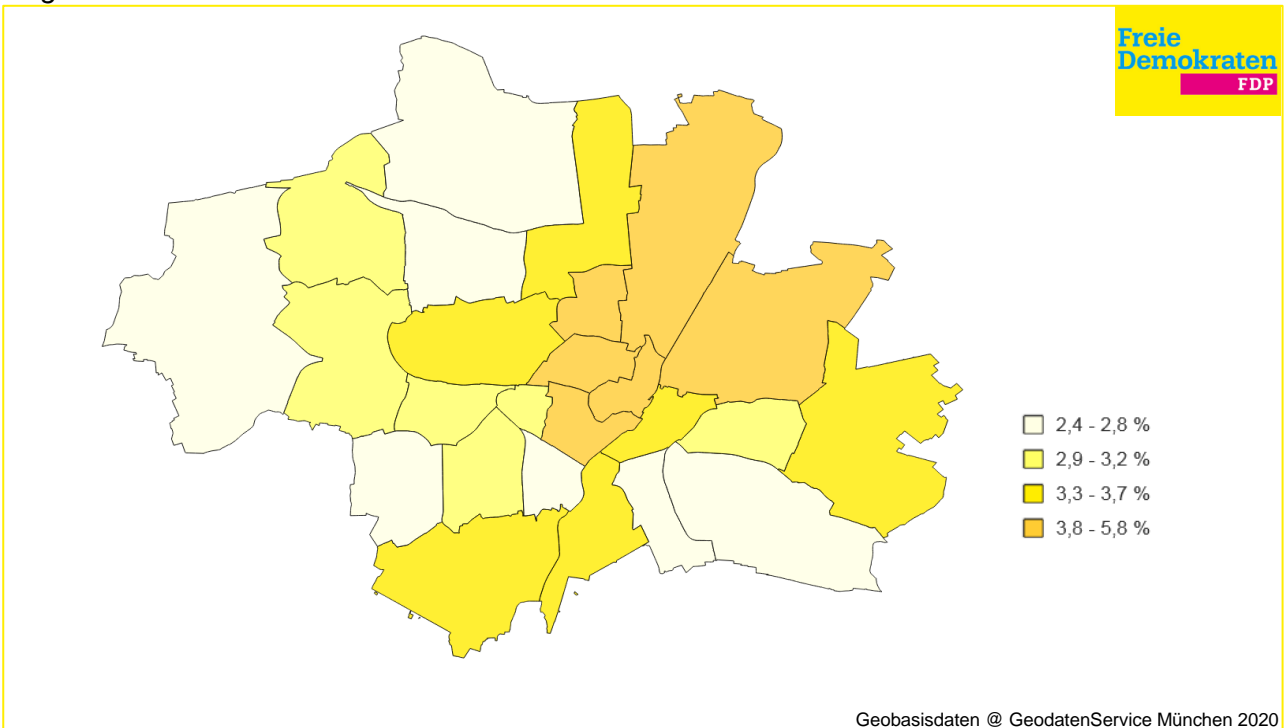 Freie
Demokraten
FDP
2,4 - 2,8 %
2,9 - 3,2 %
3,3 - 3,7 %
3,8 - 5,8 %
Geobasisdaten @ GeodatenService München 2020